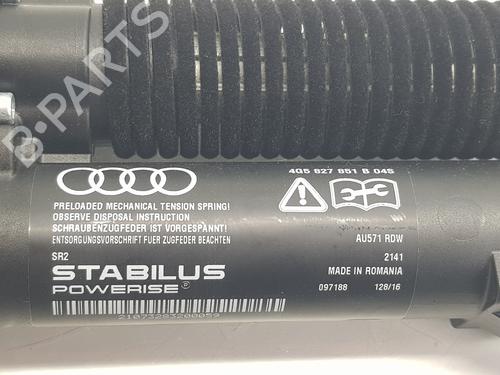 B-PARTS
4G5 827 851 B 04S
PRELOADED MECHANICAL TENSION SPRING!
OBSERVE DISPOSAL INSTRUCTION
SCHRAUBENZUGFEDER IST VORGESPANNT!
ENTSORGUNGSVORSCHRIFT FUER ZUGFEDER BEACHTEN
AU571 RDW
SR2
2141
STABILUS
MADE IN ROMANIA
POWERISE®
097188 128/16
21073283200059